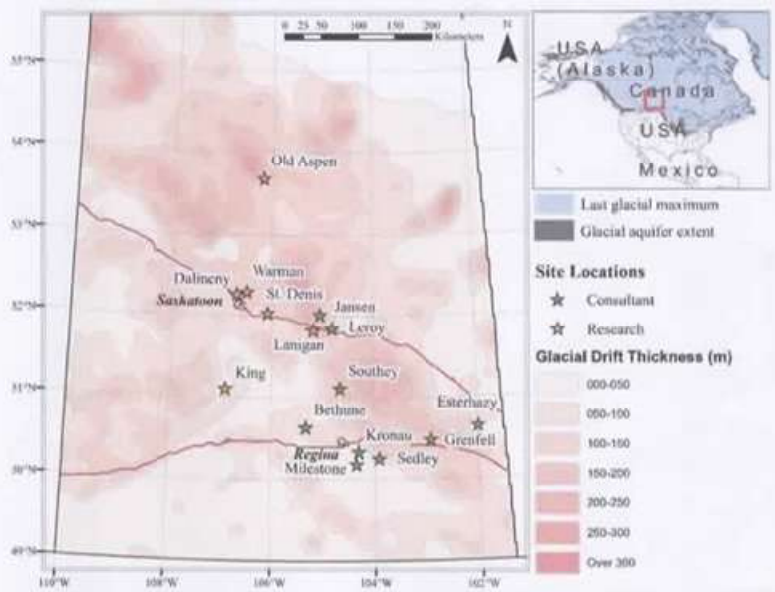 0 25 50 100 150 200
Kilometers
N
55°N
54°N
53°N
52°N
51°N
50°N
49°N
110°W
108°W
106°W
104°W
102°W
Old Aspen
Dalmeny
Warman
Saskatoon
St. Denis
Jansen
Leroy
Lanigan
King
Southey
Bethune
Esterhazy
Kronau
Grenfell
Regina
Milestone
Sedley
USA
(Alaska)
Canada
USA
Mexico
Last glacial maximum
Glacial aquifer extent
Site Locations
Consultant
Research
Glacial Drift Thickness (m)
000-050
050-100
100-150
150-200
200-250
250-300
Over 300